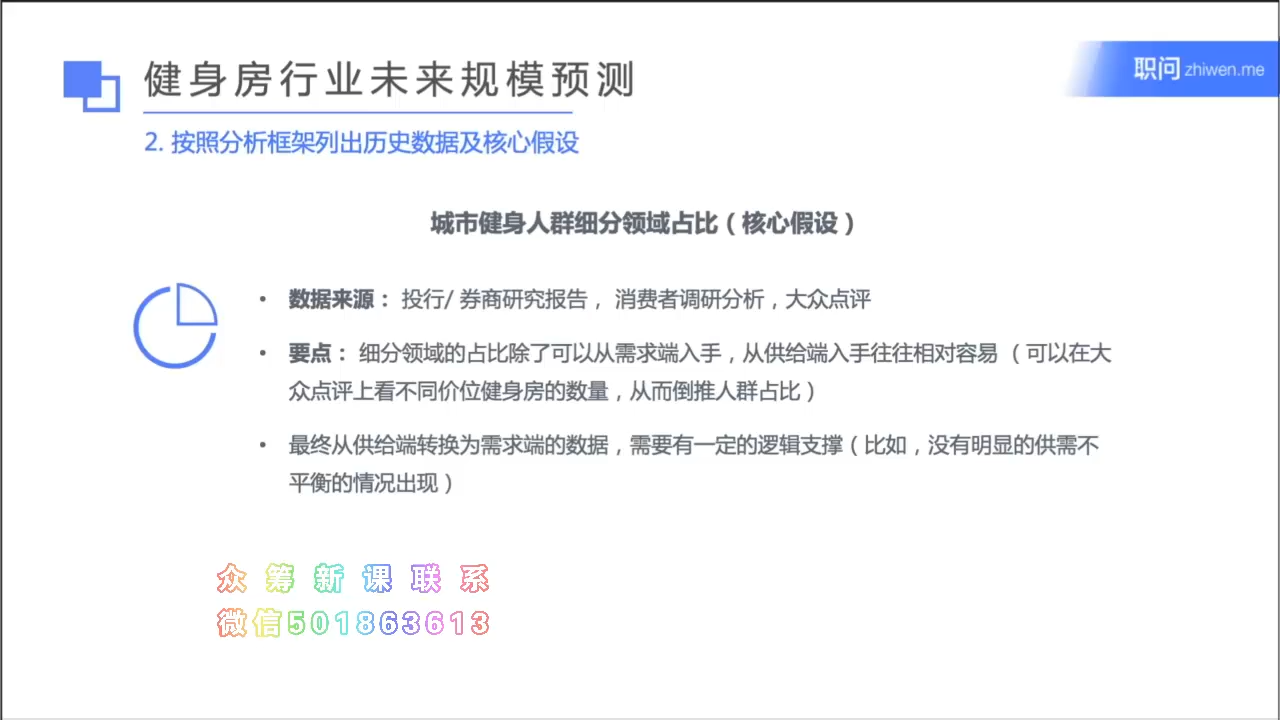 健身房行业未来规模预测
职问 zhiwen.me
2. 按照分析框架列出历史数据及核心假设
城市健身人群细分领域占比（核心假设）
• 数据来源： 投行/ 券商研究报告， 消费者调研分析，大众点评
• 要点： 细分领域的占比除了可以从需求端入手，从供给端入手往往相对容易 （可以在大
众点评上看不同价位健身房的数量，从而倒推人群占比）
• 最终从供给端转换为需求端的数据，需要有一定的逻辑支撑（比如，没有明显的供需不
平衡的情况出现）
众筹新课联系
微信501863613